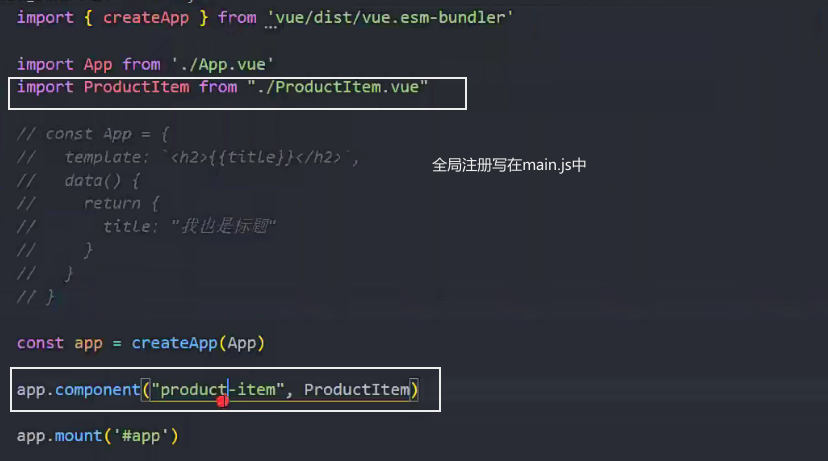 import { createApp } from 'vue/dist/vue.esm-bundler'
import App from './App.vue'
import ProductItem from "./ProductItem.vue"
// const App = {
//   template: `<h2>{{title}}</h2>`,
全局注册写在main.js中
//   data() {
//     return {
//       title: "我也是标题"
//     }
//   }
// }
const app = createApp(App)
app.component("product-item", ProductItem)
app.mount('#app')